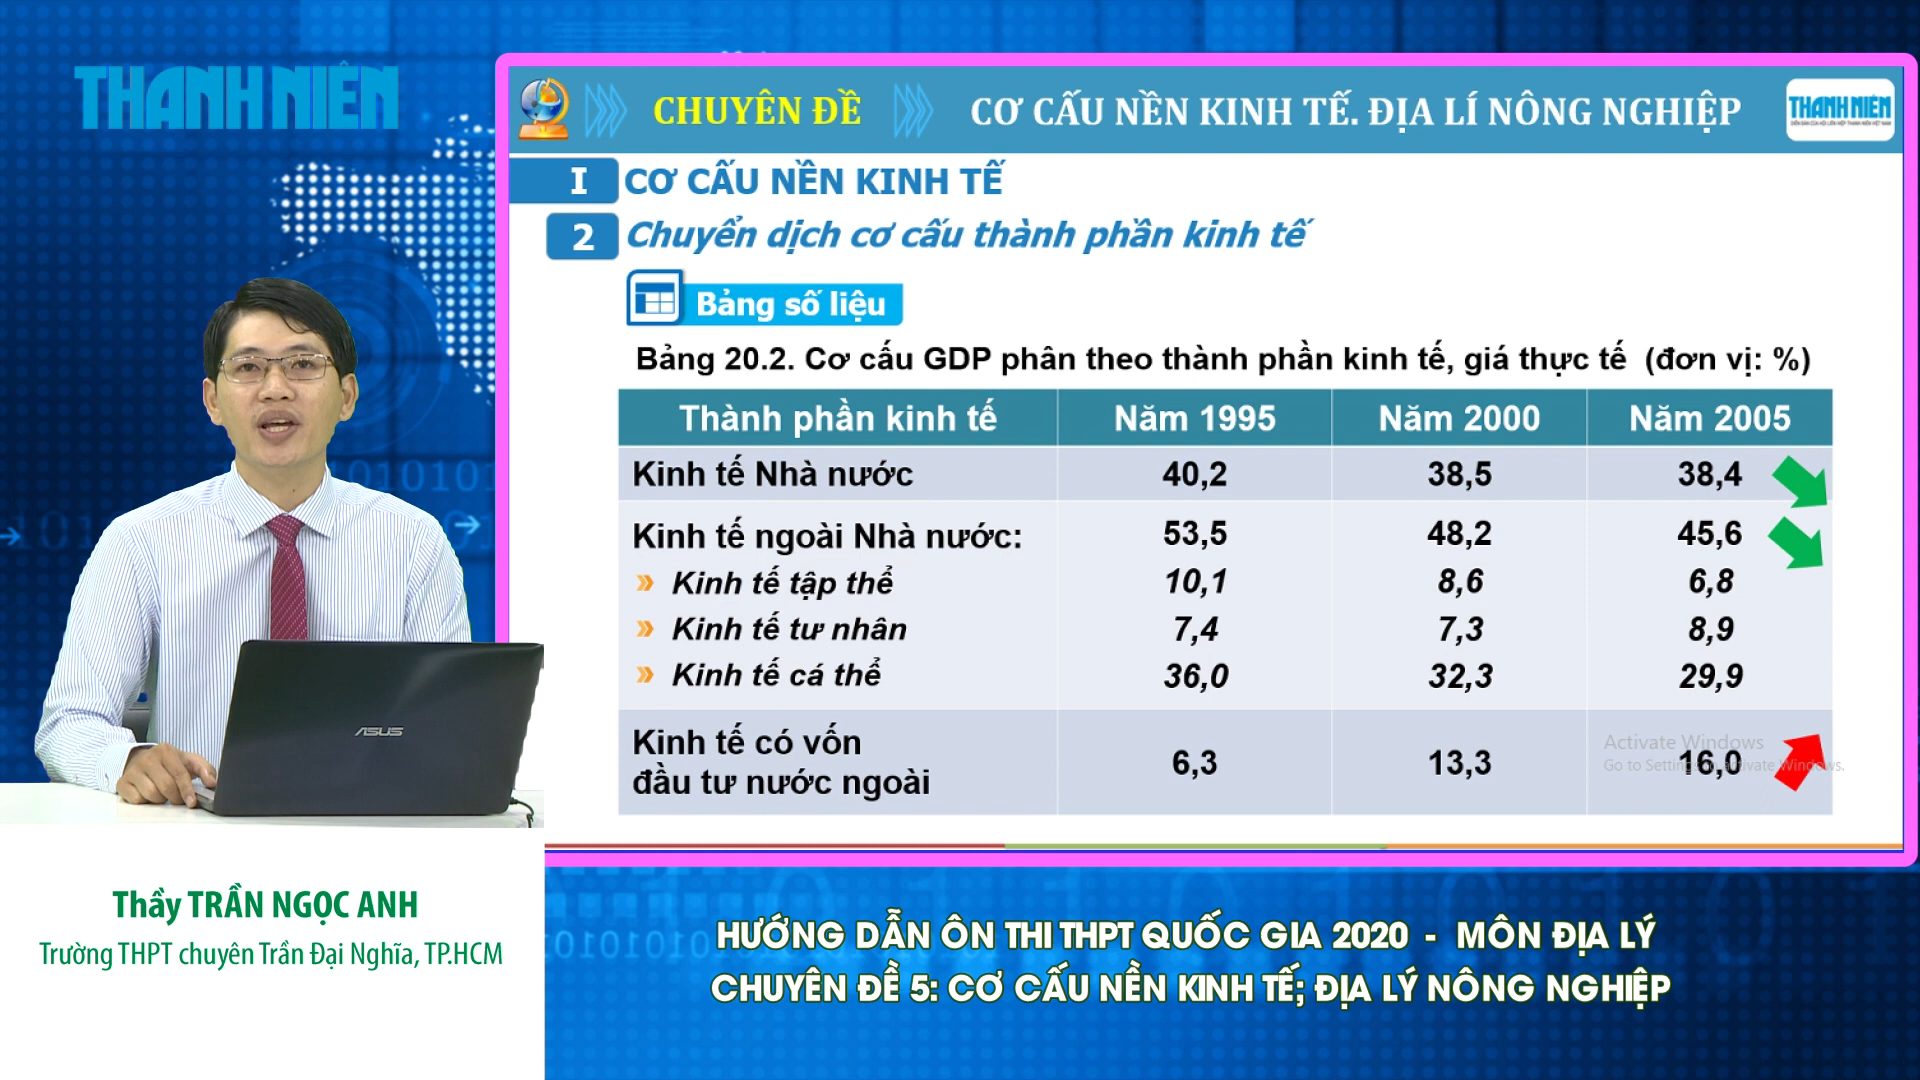 THANH NIÊN
CHUYÊN ĐỀ
CƠ CẤU NỀN KINH TẾ. ĐỊA LÍ NÔNG NGHIỆP
THANH NIÊN
I CƠ CẤU NỀN KINH TẾ
2 Chuyển dịch cơ cấu thành phần kinh tế
Bảng số liệu
Bảng 20.2. Cơ cấu GDP phân theo thành phần kinh tế, giá thực tế (đơn vị: %)
Thành phần kinh tế Năm 1995 Năm 2000 Năm 2005
Kinh tế Nhà nước 40,2 38,5 38,4
Kinh tế ngoài Nhà nước: 53,5 48,2 45,6
» Kinh tế tập thể 10,1 8,6 6,8
» Kinh tế tư nhân 7,4 7,3 8,9
» Kinh tế cá thể 36,0 32,3 29,9
Kinh tế có vốn
đầu tư nước ngoài 6,3 13,3 16,0
Activate Windows
Go to Settings to activate Windows.
ASUS
Thầy TRẦN NGỌC ANH
Trường THPT chuyên Trần Đại Nghĩa, TP.HCM
HƯỚNG DẪN ÔN THI THPT QUỐC GIA 2020 - MÔN ĐỊA LÝ
CHUYÊN ĐỀ 5: CƠ CẤU NỀN KINH TẾ; ĐỊA LÝ NÔNG NGHIỆP